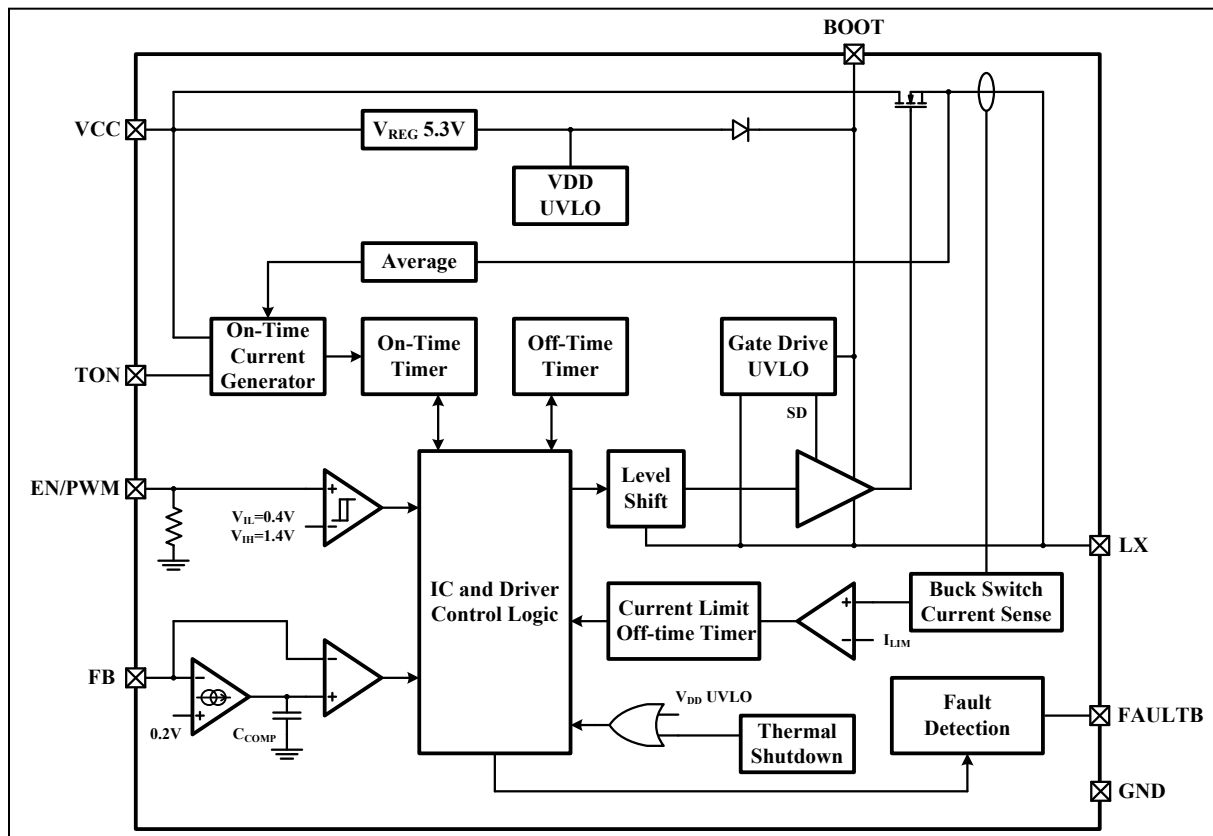 BOOT
VCC
VREG 5.3V
VDD
UVLO
Average
On-Time
Current
Generator
On-Time
Timer
Off-Time
Timer
Gate Drive
UVLO
TON
SD
EN/PWM
+
−
VIL=0.4V
VIH=1.4V
Level
Shift
LX
IC and Driver
Control Logic
Current Limit
Off-time Timer
+
−
ILIM
Buck Switch
Current Sense
FB
−
+
0.2V
CCOMP
−
+
VDD UVLO
Thermal
Shutdown
Fault
Detection
FAULTB
GND